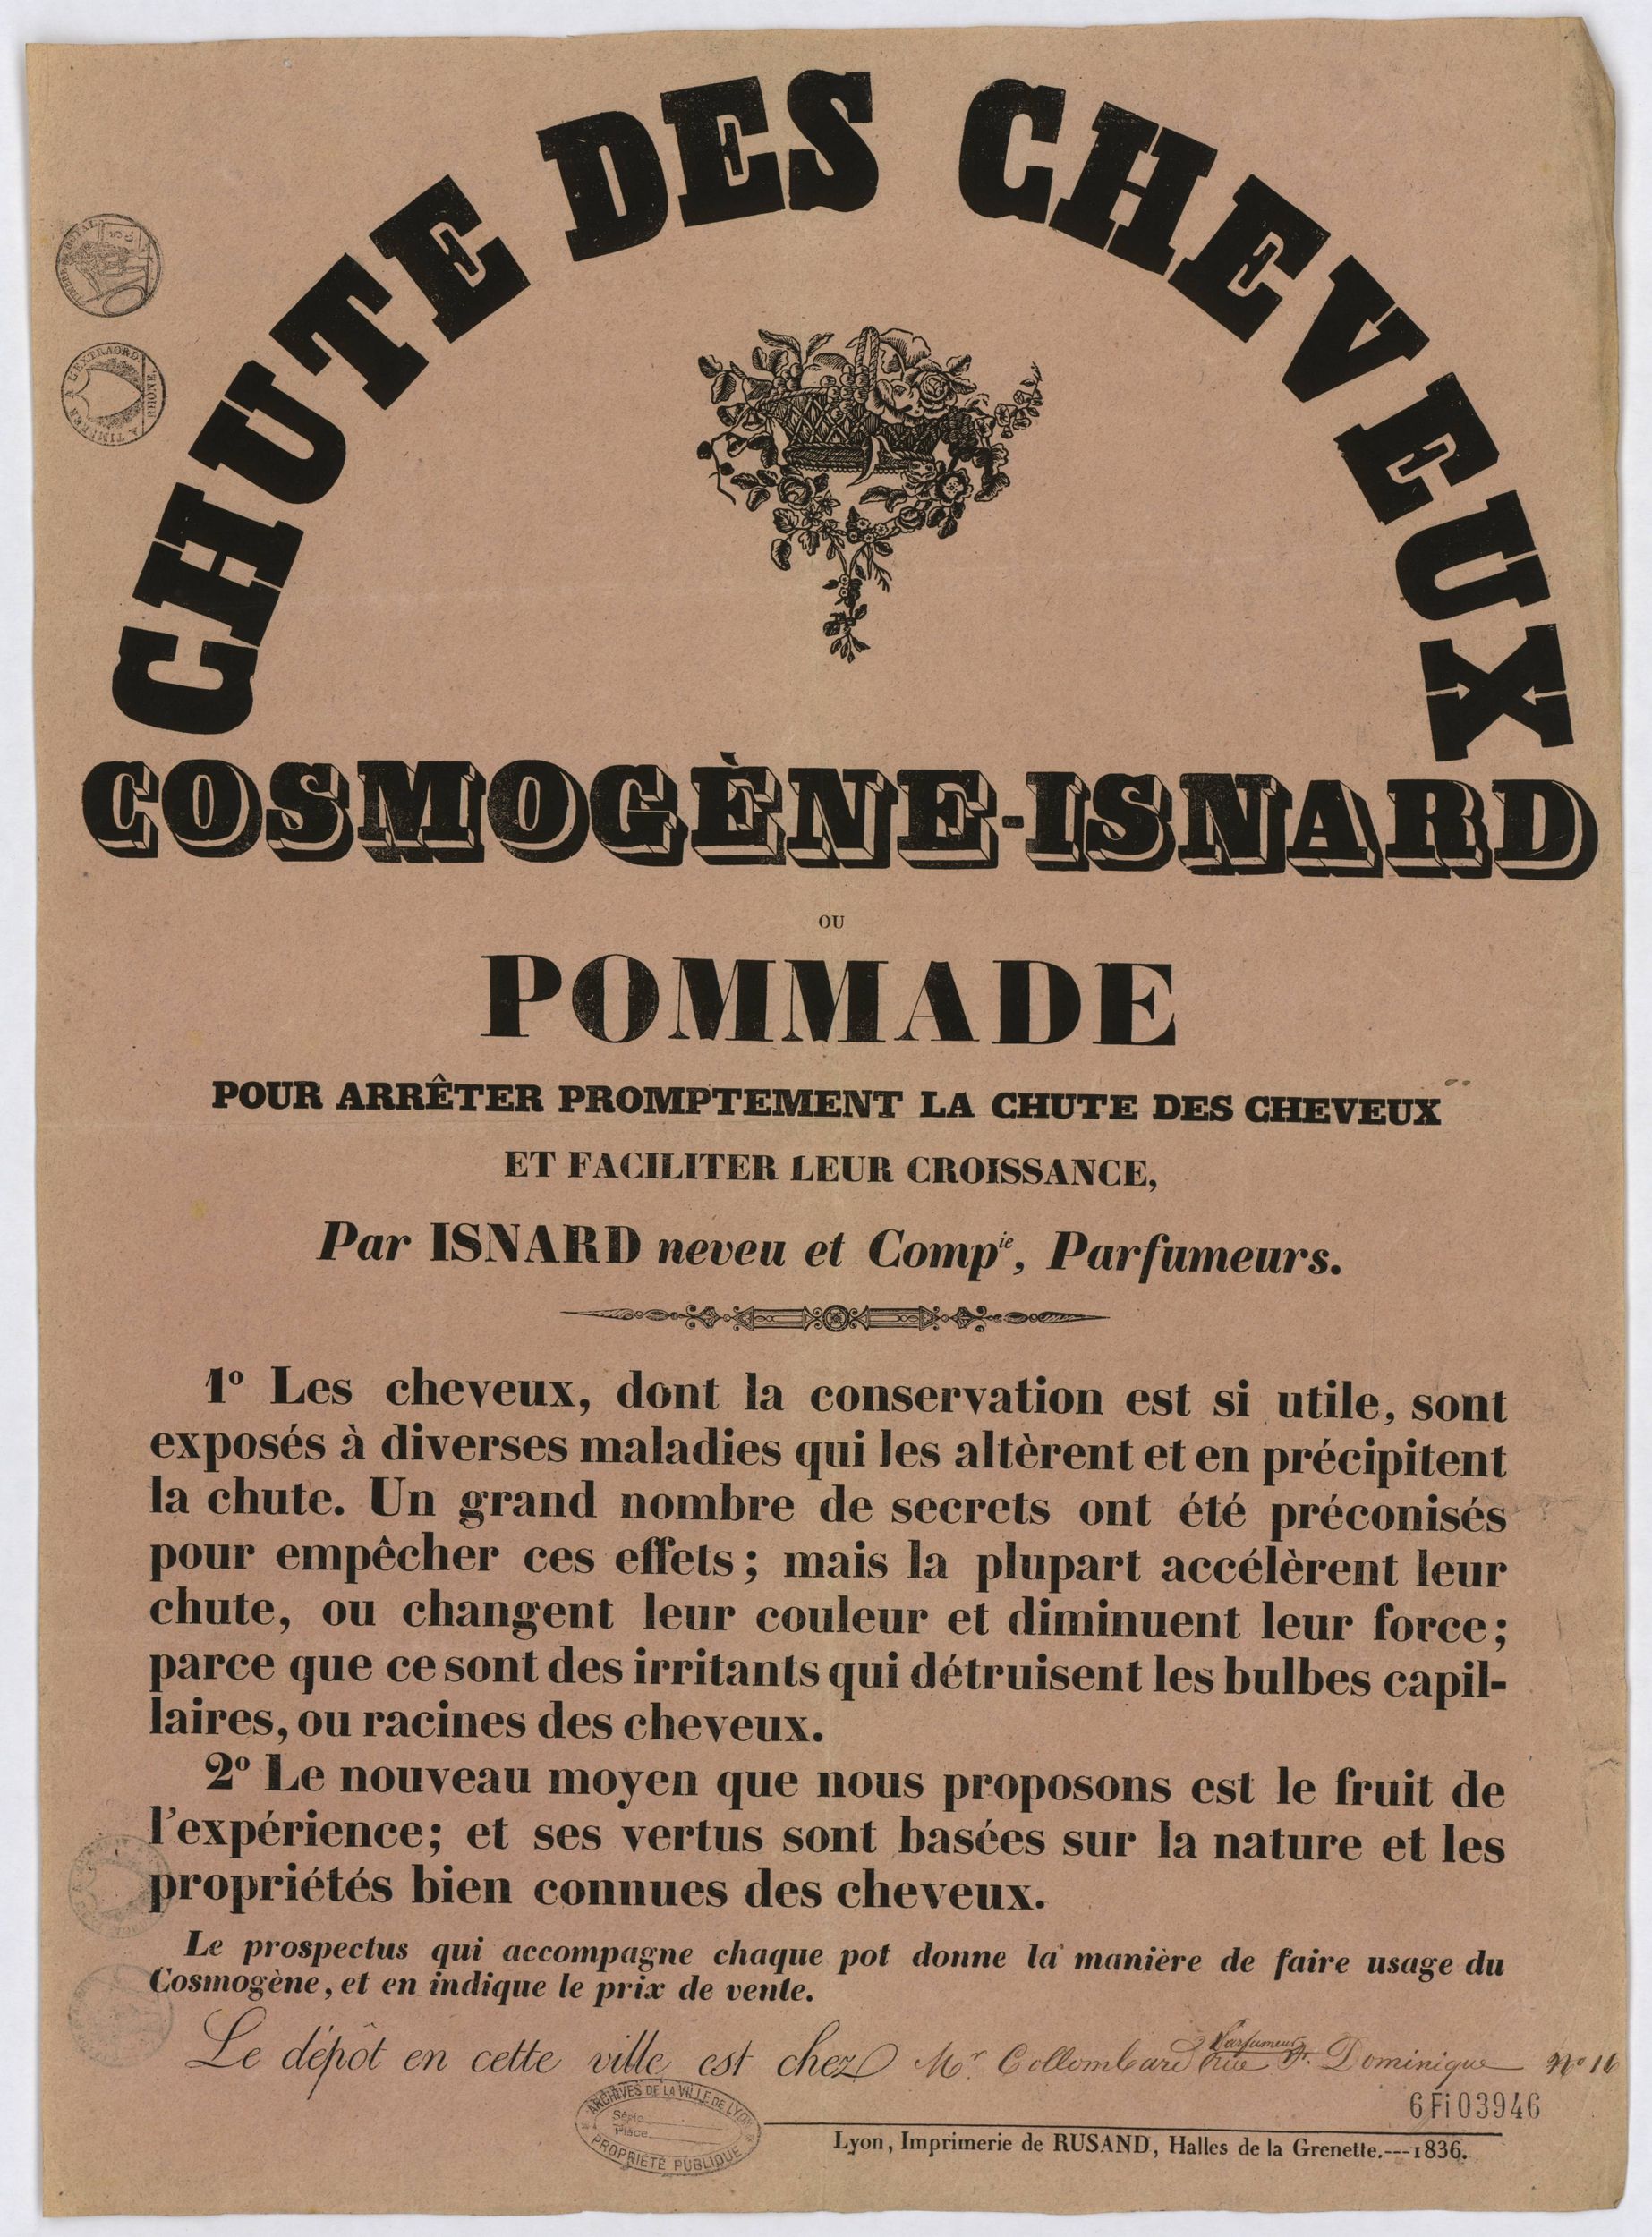 CHUTE DES CHEVEUX
COSMOGÈNE-ISNARD
OU
POMMADE
POUR ARRÊTER PROMPTEMENT LA CHUTE DES CHEVEUX
ET FACILITER LEUR CROISSANCE,
Par ISNARD neveu et Compie, Parfumeurs.
1º Les cheveux, dont la conservation est si utile, sont
exposés à diverses maladies qui les altèrent et en précipitent
la chute. Un grand nombre de secrets ont été préconisés
pour empêcher ces effets; mais la plupart accélèrent leur
chute, ou changent leur couleur et diminuent leur force;
parce que ce sont des irritants qui détruisent les bulbes capil-
laires, ou racines des cheveux.
2º Le nouveau moyen que nous proposons est le fruit de
l'expérience; et ses vertus sont basées sur la nature et les
propriétés bien connues des cheveux.
Le prospectus qui accompagne chaque pot donne la manière de faire usage du
Cosmogène, et en indique le prix de vente.
Parfumeur
Le dépôt en cette ville est chez Mr Collombard rue St. Dominique nº 11
6Fi03946
ARCHIVES DE LA VILLE DE LYON
Série
Pièce
PROPRIÉTÉ PUBLIQUE
Lyon, Imprimerie de RUSAND, Halles de la Grenette.---1836.